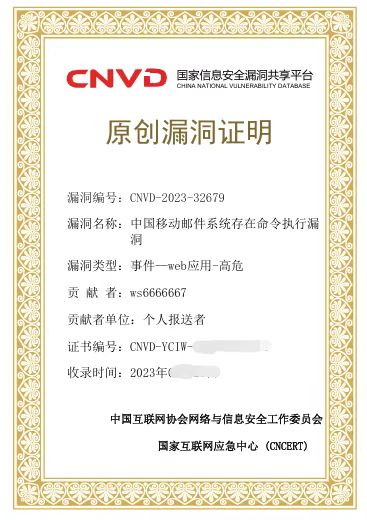 CNVD 国家信息安全漏洞共享平台
CHINA NATIONAL VULNERABILITY DATABASE
原创漏洞证明
漏洞编号：CNVD-2023-32679
漏洞名称：中国移动邮件系统存在命令执行漏
洞
漏洞类型：事件——web应用-高危
贡 献 者：ws6666667
贡献者单位：个人报送者
证书编号：CNVD-YCIW-
收录时间：2023年
中国互联网协会网络与信息安全工作委员会
国家互联网应急中心 (CNCERT)